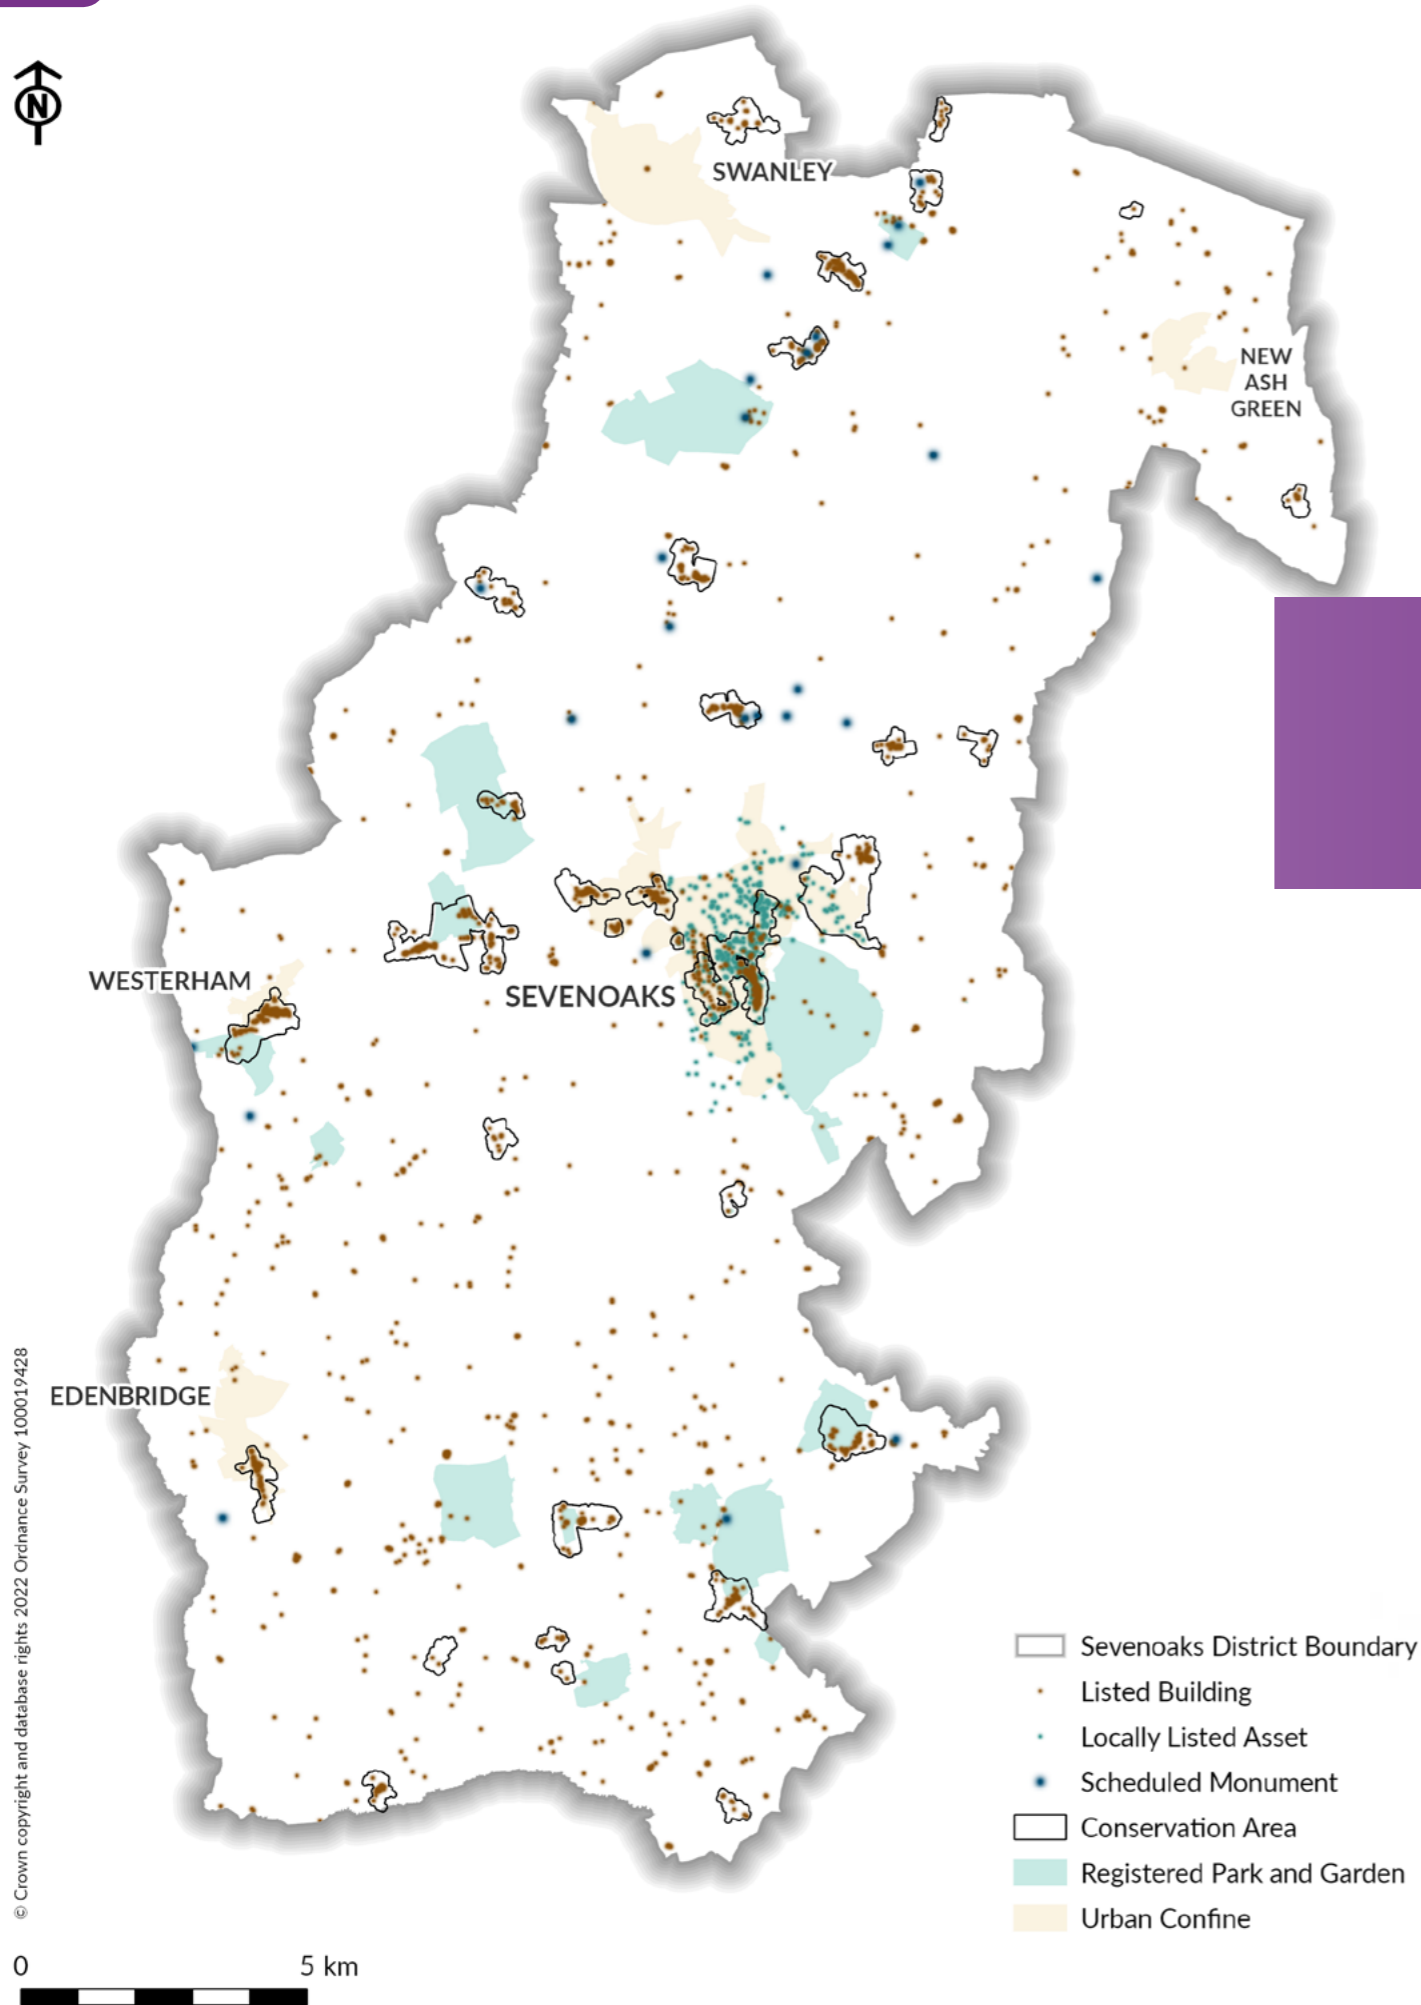 N
SWANLEY
NEW
ASH
GREEN
WESTERHAM
SEVENOAKS
EDENBRIDGE
Sevenoaks District Boundary
Listed Building
Locally Listed Asset
Scheduled Monument
Conservation Area
Registered Park and Garden
Urban Confine
© Crown copyright and database rights 2022 Ordnance Survey 100019428
0 5 km